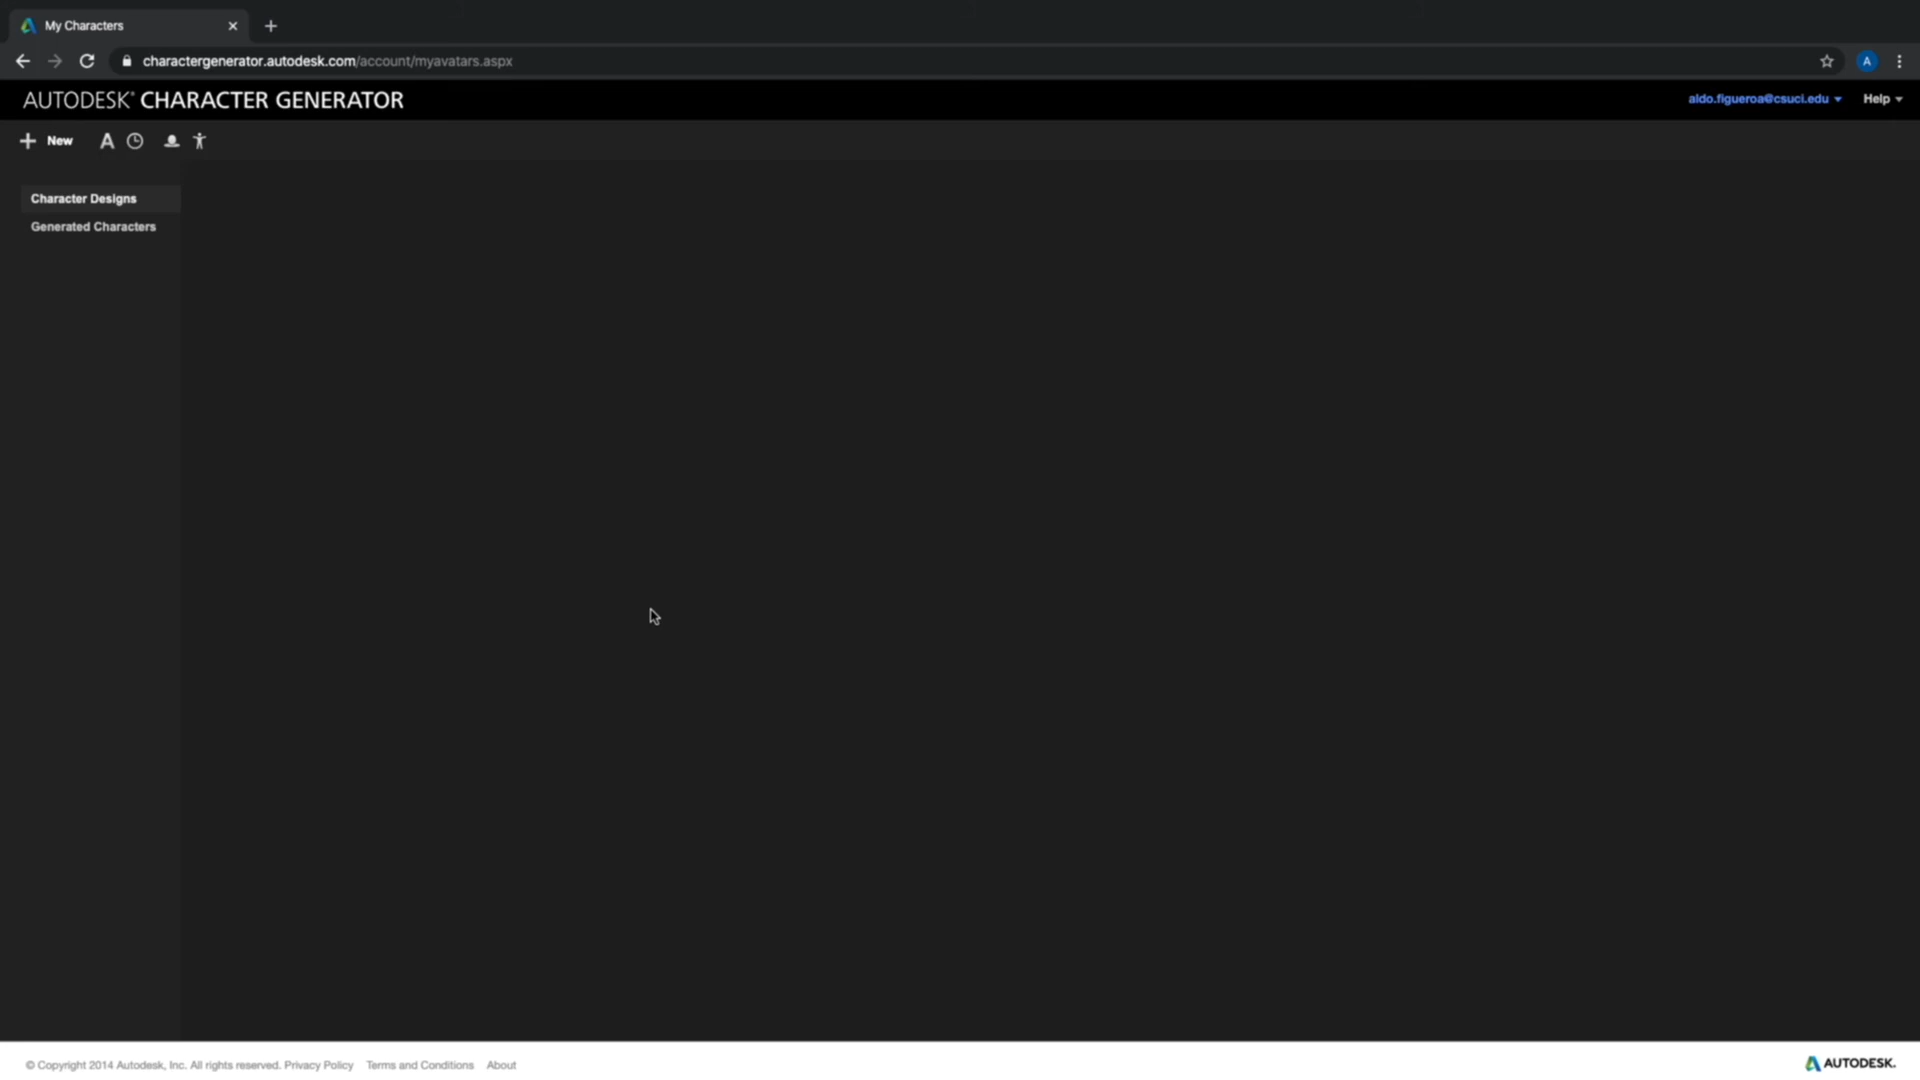 My Characters
charactergenerator.autodesk.com/account/myavatars.aspx
A
AUTODESK® CHARACTER GENERATOR
aldo.figueroa@csuci.edu
Help
New
A
Character Designs
Generated Characters
© Copyright 2014 Autodesk, Inc. All rights reserved. Privacy Policy Terms and Conditions About
AUTODESK.